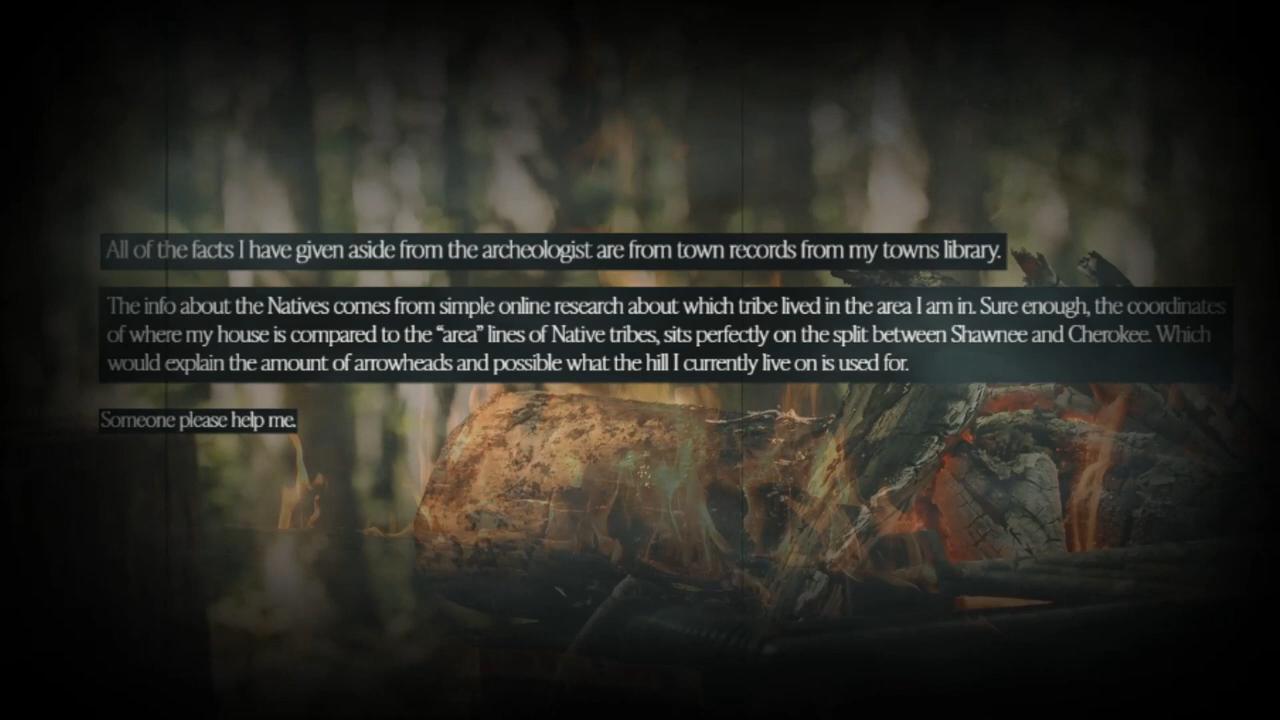 All of the facts I have given aside from the archeologist are from town records from my towns library.
The info about the Natives comes from simple online research about which tribe lived in the area I am in. Sure enough, the coordinates
of where my house is compared to the “area” lines of Native tribes, sits perfectly on the split between Shawnee and Cherokee. Which
would explain the amount of arrowheads and possible what the hill I currently live on is used for.
Someone please help me.